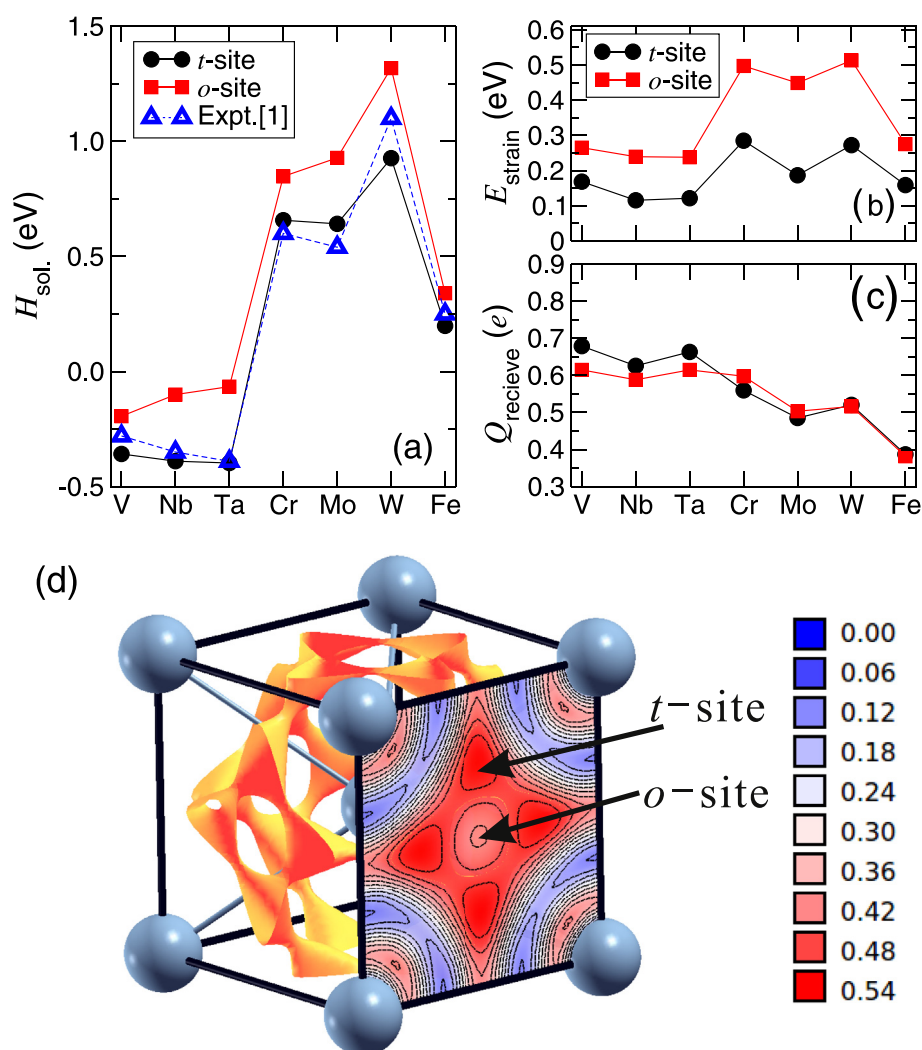 1.5
1.0
0.5
0.0
-0.5
H_sol. (eV)
t-site
o-site
Expt.[1]
(a)
V Nb Ta Cr Mo W Fe
0.6
0.5
0.4
0.3
0.2
0.1
0
E_strain (eV)
t-site
o-site
(b)
0.9
0.8
0.7
0.6
0.5
0.4
0.3
Q_recieve (e)
(c)
V Nb Ta Cr Mo W Fe
(d)
t-site
o-site
0.00
0.06
0.12
0.18
0.24
0.30
0.36
0.42
0.48
0.54